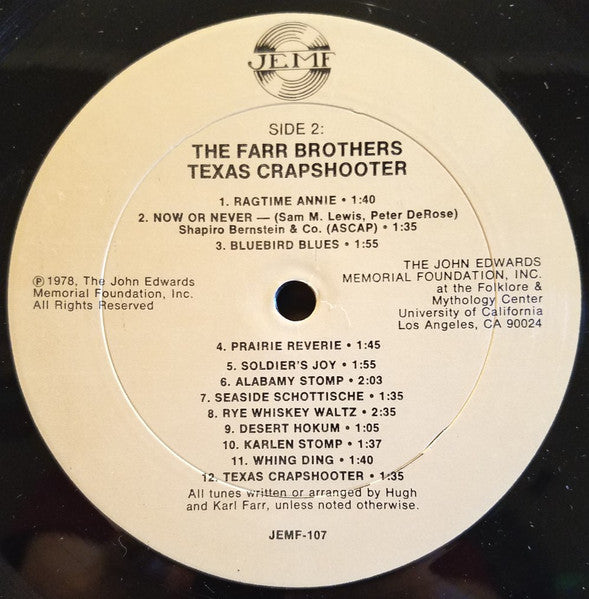 JEMF
SIDE 2:
THE FARR BROTHERS
TEXAS CRAPSHOOTER
1. RAGTIME ANNIE • 1:40
2. NOW OR NEVER — (Sam M. Lewis, Peter DeRose)
Shapiro Bernstein & Co. (ASCAP) • 1:35
3. BLUEBIRD BLUES • 1:55
℗ 1978, The John Edwards
Memorial Foundation, Inc.
All Rights Reserved
THE JOHN EDWARDS
MEMORIAL FOUNDATION, INC.
at the Folklore &
Mythology Center
University of California
Los Angeles, CA 90024
4. PRAIRIE REVERIE • 1:45
5. SOLDIER'S JOY • 1:55
6. ALABAMY STOMP • 2:03
7. SEASIDE SCHOTTISCHE • 1:35
8. RYE WHISKEY WALTZ • 2:35
9. DESERT HOKUM • 1:05
10. KARLEN STOMP • 1:37
11. WHING DING • 1:40
12. TEXAS CRAPSHOOTER • 1:35
All tunes written or arranged by Hugh
and Karl Farr, unless noted otherwise.
JEMF-107